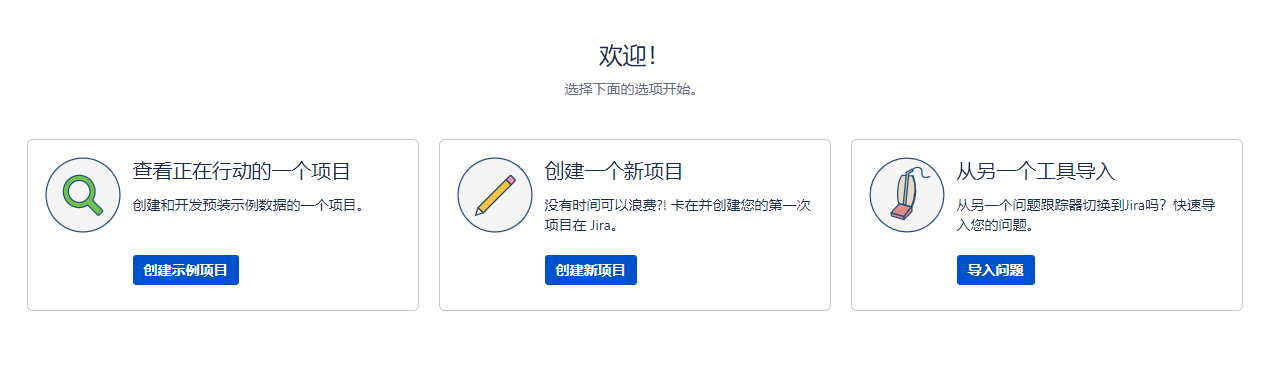 欢迎！
选择下面的选项开始。
查看正在行动的一个项目
创建和开发预装示例数据的一个项目。
创建示例项目
创建一个新项目
没有时间可以浪费?! 卡在并创建您的第一次
项目在 Jira。
创建新项目
从另一个工具导入
从另一个问题跟踪器切换到Jira吗？快速导
入您的问题。
导入问题